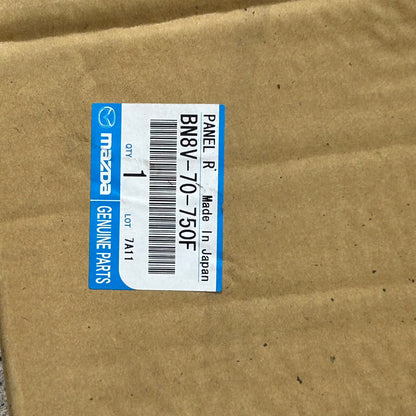 PANEL R'
Made In Japan
BN8V-70-750F
QTY
1
LOT
7A11
mazda
GENUINE PARTS